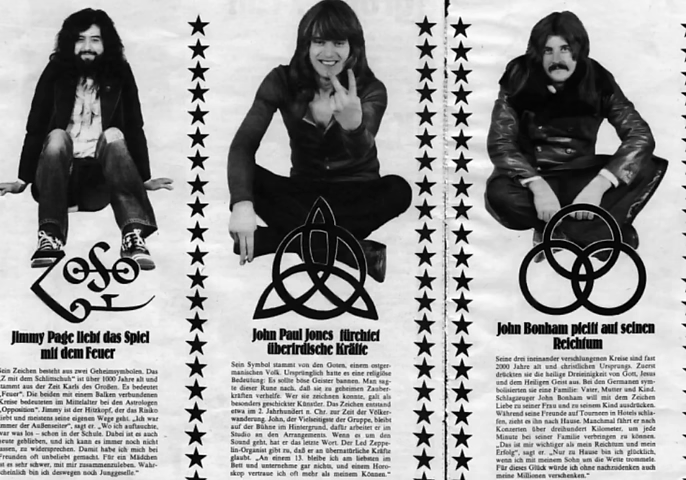 Jimmy Page liebt das Spiel
mit dem Feuer
Sein Zeichen besteht aus zwei Geheimsymbolen. Das
„Z mit dem Schlittschuh“ ist über 1000 Jahre alt und
stammt aus der Zeit Karls des Großen. Es bedeutet
„Feuer“. Die beiden mit einem Balken verbundenen
Kreise bedeuteten im Mittelalter bei den Astrologen
„Opposition“. Jimmy ist der Hitzkopf, der das Risiko
liebt und meistens seine eigenen Wege geht. „Ich war
immer der Außenseiter“, sagt er. „Wo ich auftauchte,
war was los – schon in der Schule. Dabei ist es auch
heute geblieben, und ich kann es immer noch nicht
lassen, zu widersprechen. Damit habe ich mich bei
Freunden oft unbeliebt gemacht. Für ein Mädchen
ist es sehr schwer, mit mir zusammenzuleben. Wahr-
scheinlich bin ich deswegen noch Junggeselle.“
John Paul Jones fürchtet
überirdische Kräfte
Sein Symbol stammt von den Goten, einem ostger-
manischen Volk. Ursprünglich hatte es eine religiöse
Bedeutung: Es sollte böse Geister bannen. Man sag-
te dieser Rune nach, daß sie zu geheimen Zauber-
kräften verhelfe. Wer sie zeichnen konnte, galt als
besonders geschickter Künstler. Das Zeichen entstand
etwa im 2. Jahrhundert n. Chr. zur Zeit der Völker-
wanderung. John, der Vielseitigste der Gruppe, bleibt
auf der Bühne im Hintergrund, dafür arbeitet er im
Studio an den Arrangements. Wenn es um den
Sound geht, hat er das letzte Wort. Der Led Zeppe-
lin-Organist gibt zu, daß er an übernatürliche Kräfte
glaubt. „An einem 13. bleibe ich am liebsten im
Bett und unternehme gar nichts, und einem Horo-
skop vertraue ich oft mehr als meinem Können.“
John Bonham pfeift auf seinen
Reichtum
Seine drei ineinander verschlungenen Kreise sind fast
2000 Jahre alt und christlichen Ursprungs. Zuerst
drückten sie die heilige Dreieinigkeit von Gott, Jesus
und dem Heiligen Geist aus. Bei den Germanen sym-
bolisierten sie eine Familie: Vater, Mutter und Kind.
Schlagzeuger John Bonham will mit dem Zeichen
Liebe zu seiner Frau und zu seinem Kind ausdrücken.
Während seine Freunde auf Tourneen in Hotels schla-
fen, zieht es ihn nach Hause. Manchmal fährt er nach
Konzerten über dreihundert Kilometer, um jede
Minute bei seiner Familie verbringen zu können.
„Das ist mir wichtiger als mein Reichtum und mein
Erfolg“, sagt er. „Nur zu Hause bin ich glücklich,
wenn ich mit meinem Sohn um die Wette trommele.
Für dieses Glück würde ich ohne nachzudenken auch
meine Millionen verschenken.“